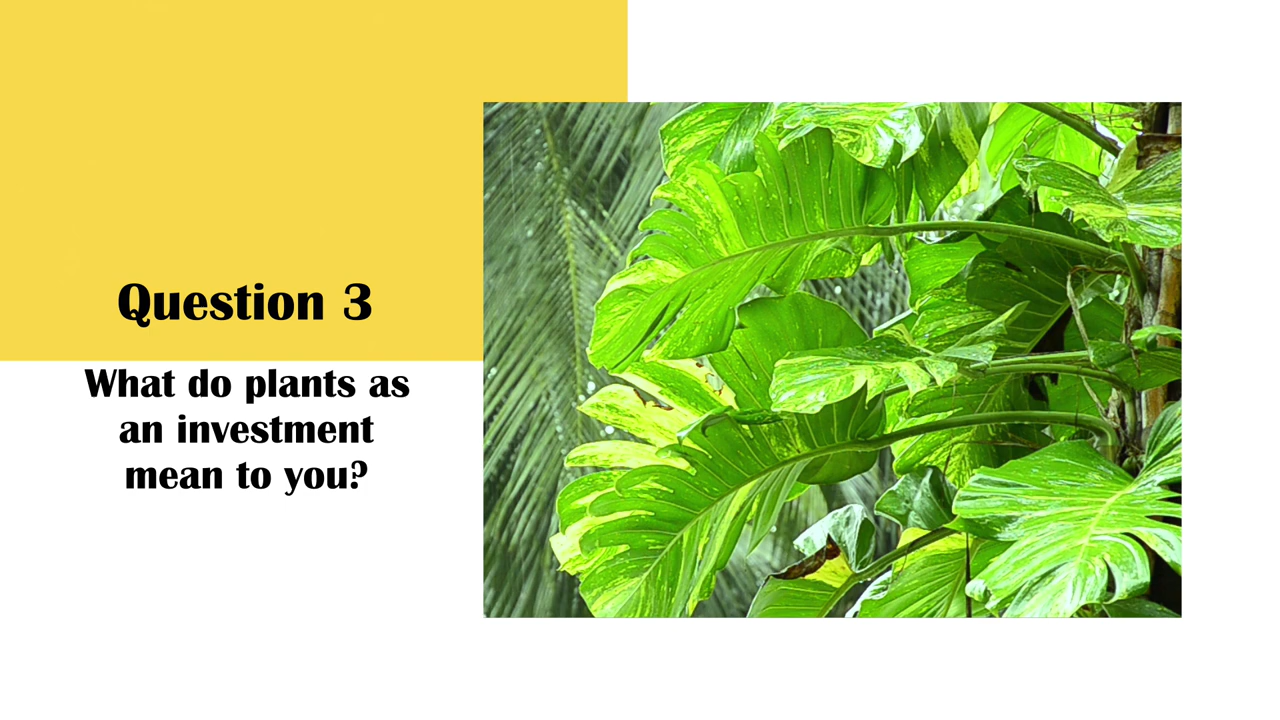 Question 3
What do plants as
an investment
mean to you?